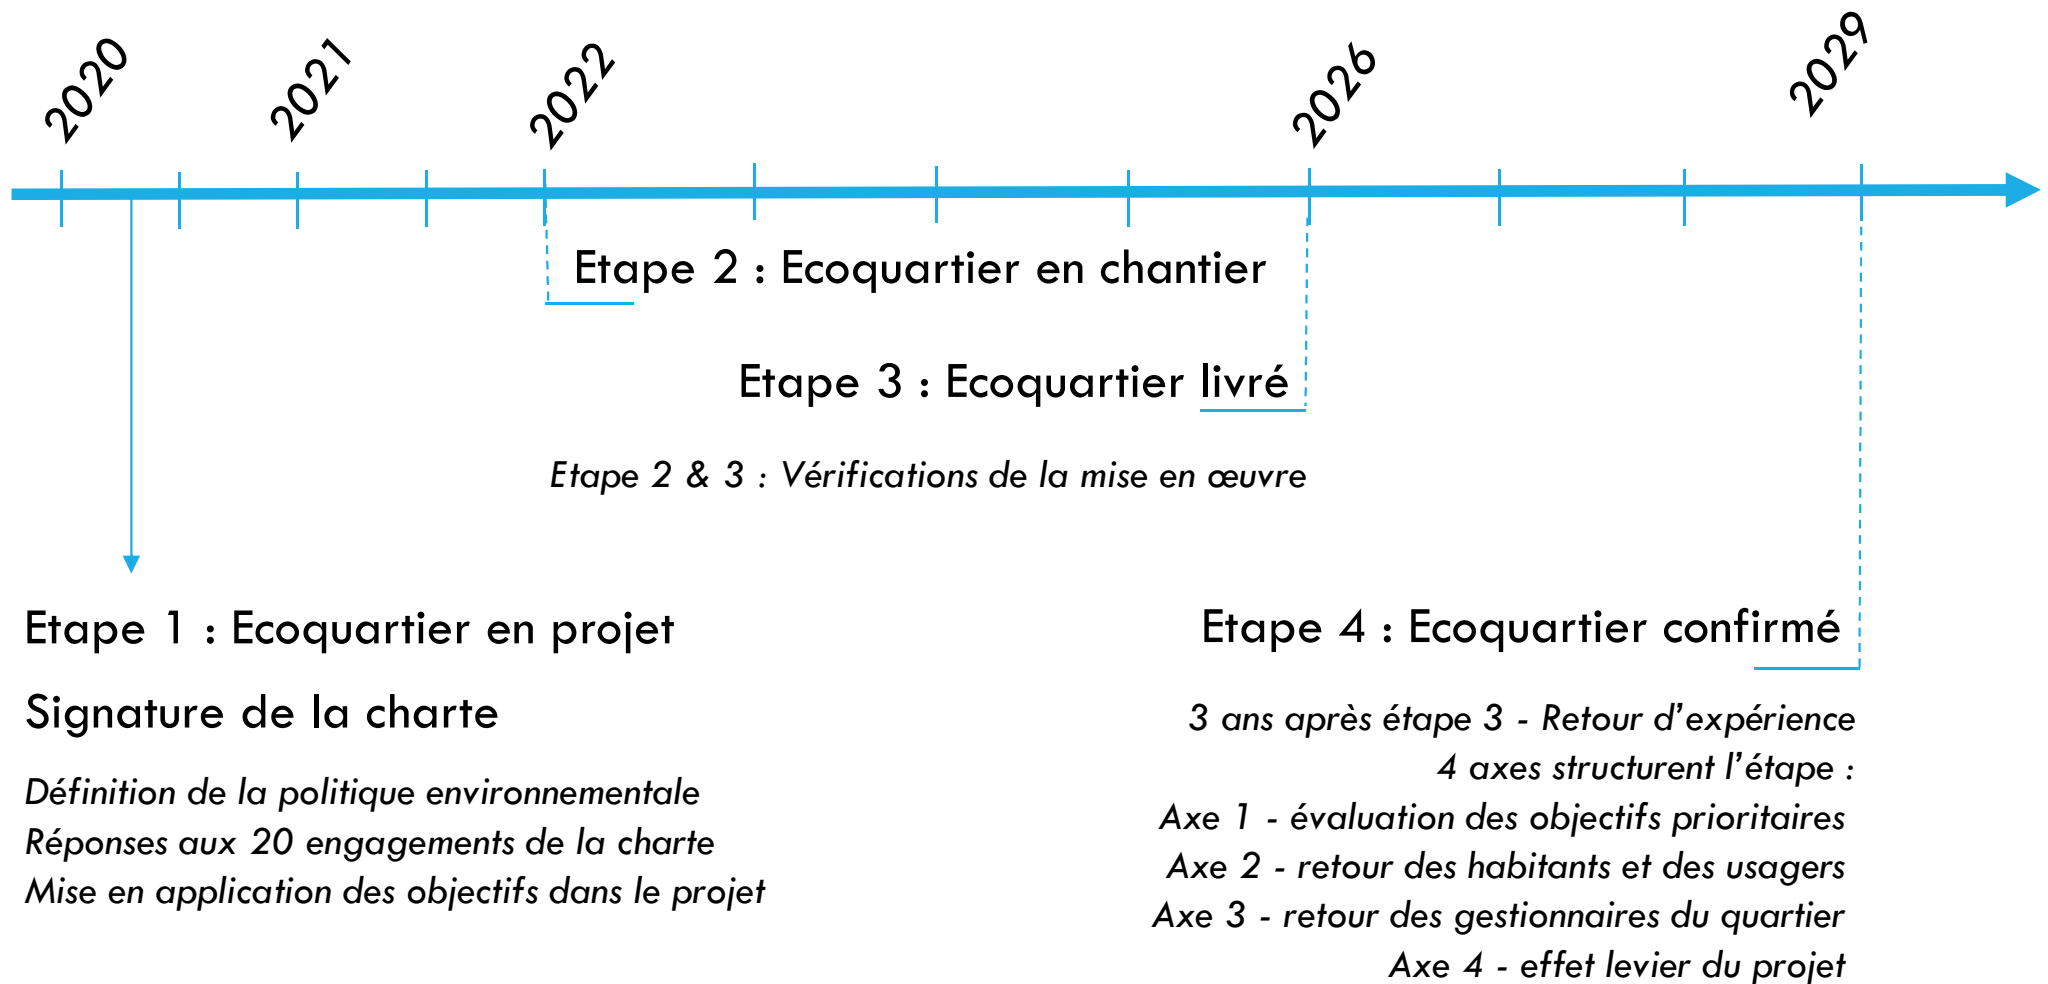 2020
2021
2022
2026
2029
Etape 2 : Ecoquartier en chantier
Etape 3 : Ecoquartier livré
Etape 2 & 3 : Vérifications de la mise en œuvre
Etape 1 : Ecoquartier en projet
Signature de la charte
Définition de la politique environnementale
Réponses aux 20 engagements de la charte
Mise en application des objectifs dans le projet
Etape 4 : Ecoquartier confirmé
3 ans après étape 3 - Retour d’expérience
4 axes structurent l’étape :
Axe 1 - évaluation des objectifs prioritaires
Axe 2 - retour des habitants et des usagers
Axe 3 - retour des gestionnaires du quartier
Axe 4 - effet levier du projet